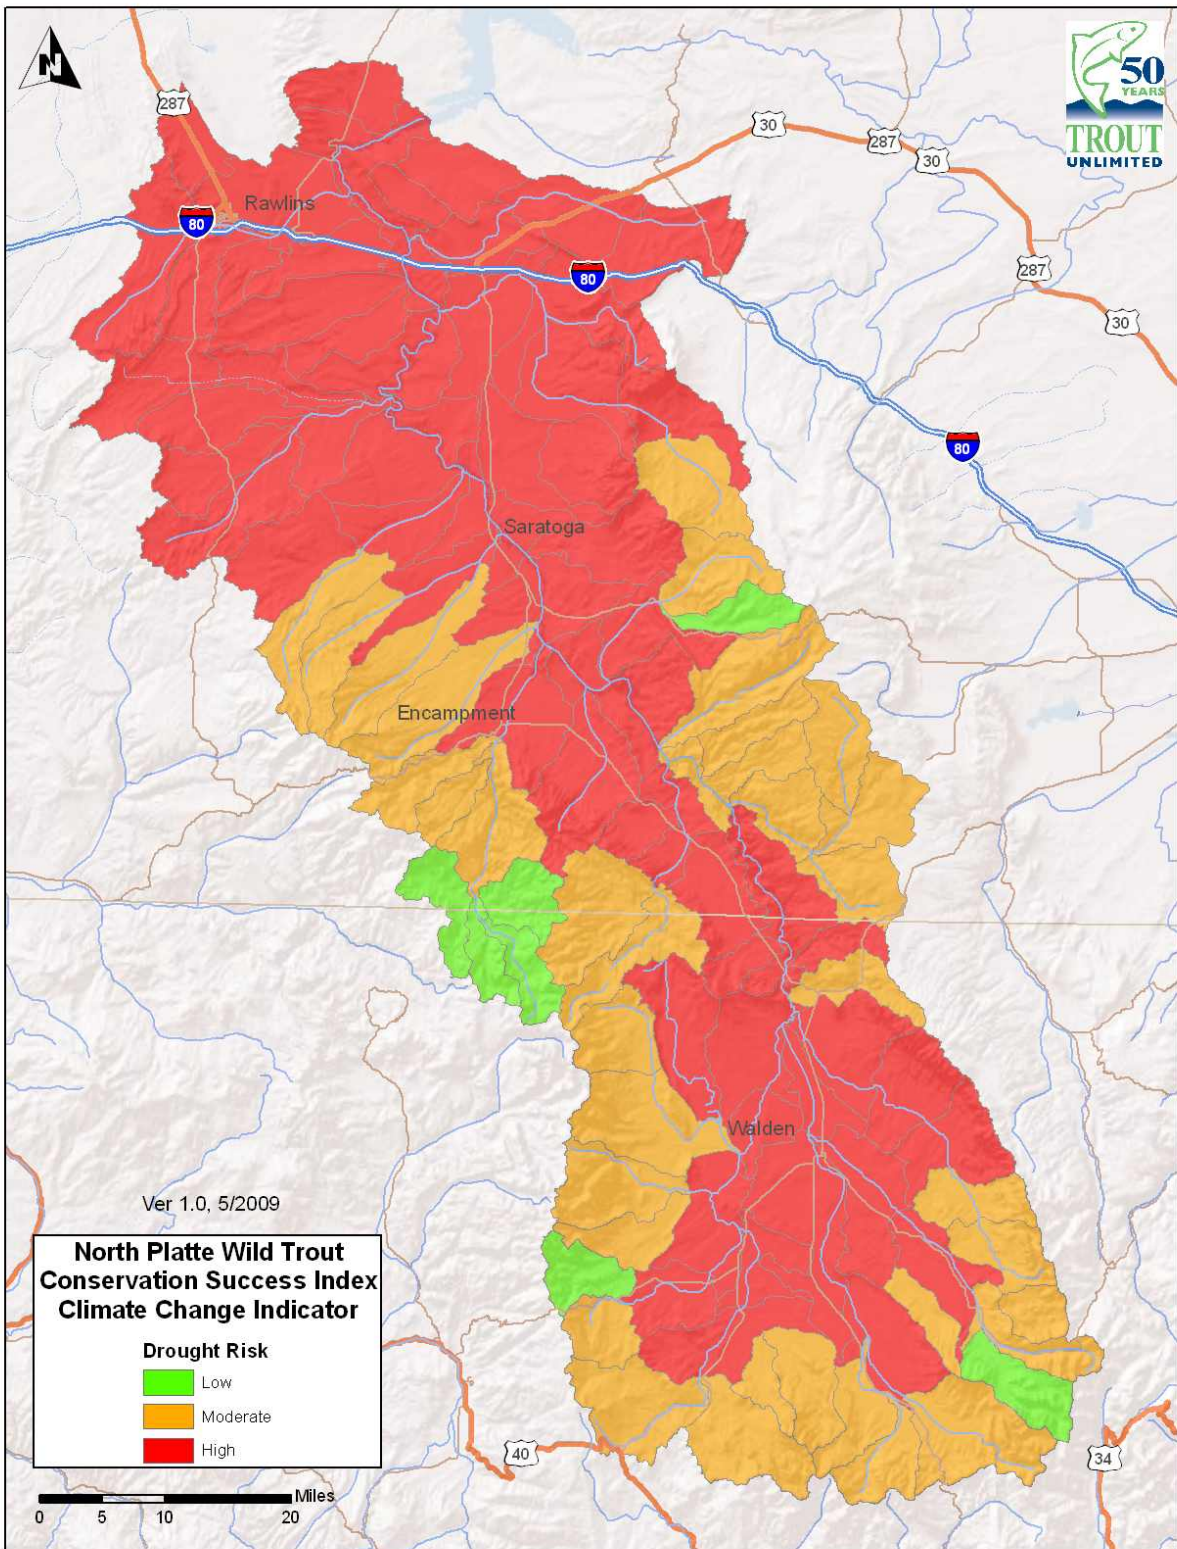 N
50
YEARS
TROUT
UNLIMITED
287
30
287
30
Rawlins
80
80
287
30
80
Saratoga
Encampment
Walden
Ver 1.0, 5/2009
North Platte Wild Trout
Conservation Success Index
Climate Change Indicator
Drought Risk
Low
Moderate
High
40
34
Miles
0 5 10 20